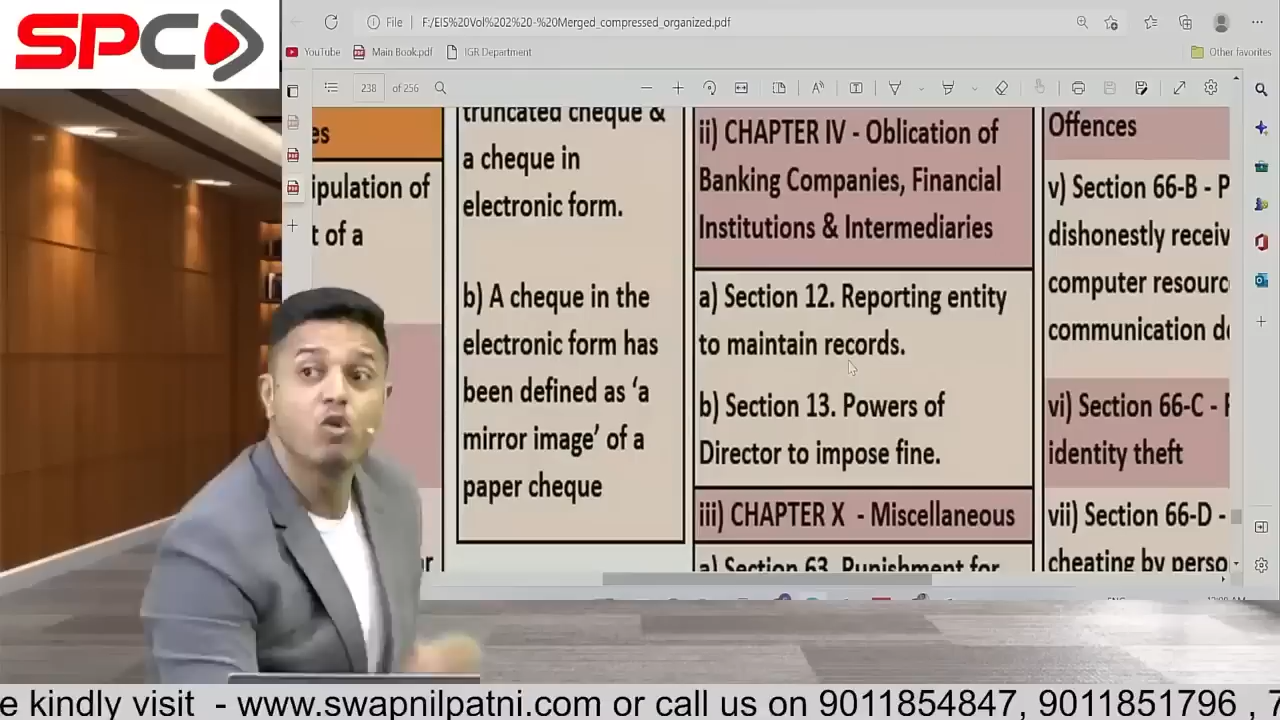 SPC
File
F:/EIS%20Vol%202%20-%20Merged_compressed_organized.pdf
YouTube
Main Book.pdf
IGR Department
Other favorites
238
of 256
es
ipulation of
t of a
truncated cheque &
a cheque in
electronic form.
b) A cheque in the
electronic form has
been defined as ‘a
mirror image’ of a
paper cheque
ii) CHAPTER IV - Oblication of
Banking Companies, Financial
Institutions & Intermediaries
a) Section 12. Reporting entity
to maintain records.
b) Section 13. Powers of
Director to impose fine.
iii) CHAPTER X - Miscellaneous
a) Section 63. Punishment for
Offences
v) Section 66-B - P
dishonestly receiv
computer resourc
communication de
vi) Section 66-C -
identity theft
vii) Section 66-D -
cheating by perso
e kindly visit - www.swapnilpatni.com or call us on 9011854847, 9011851796 , 7